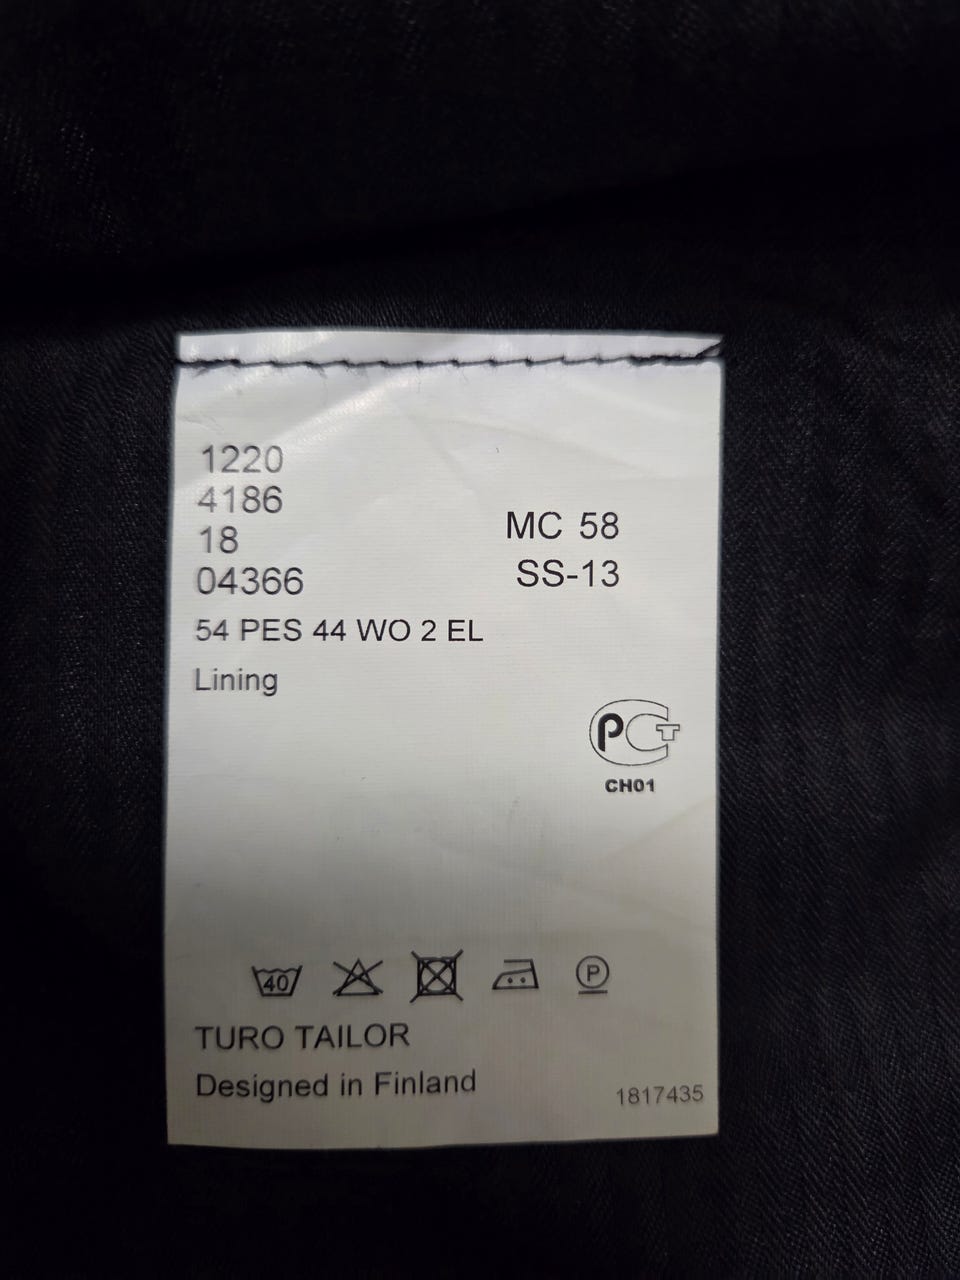 1220
4186
18
04366
MC 58
SS-13
54 PES 44 WO 2 EL
Lining
РСТ
CH01
40
P
TURO TAILOR
Designed in Finland
1817435